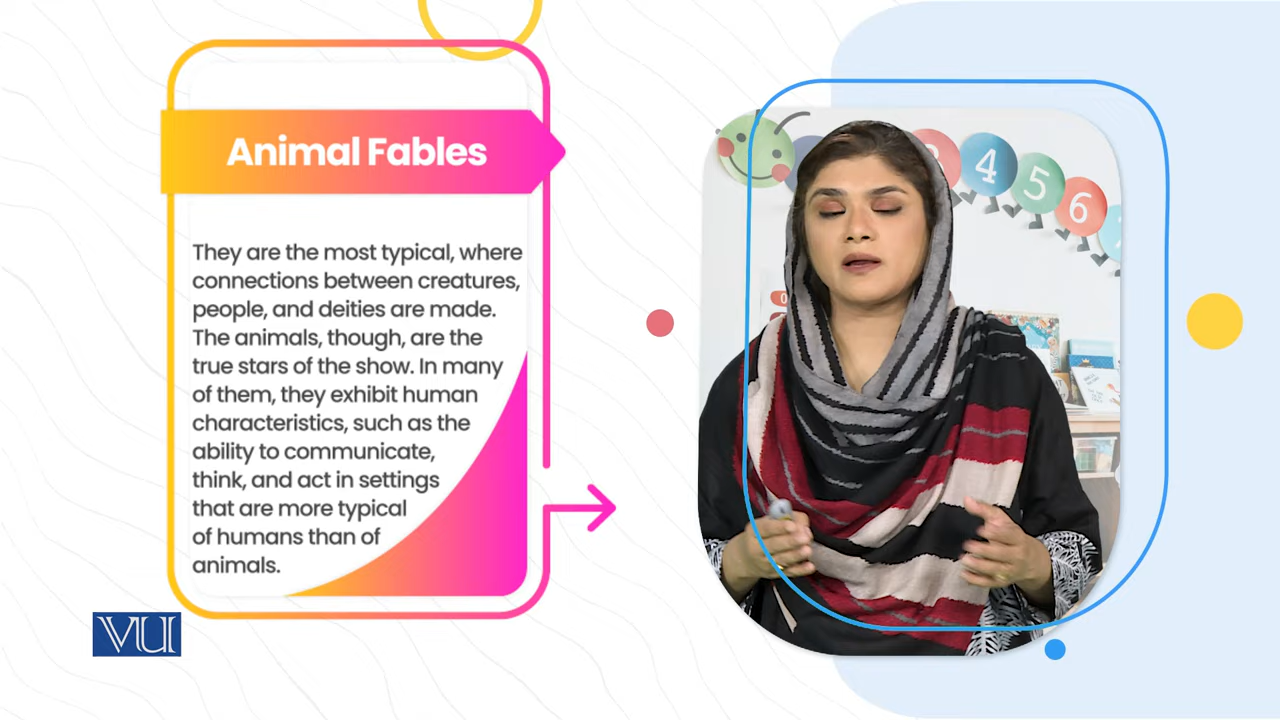 Animal Fables
They are the most typical, where
connections between creatures,
people, and deities are made.
The animals, though, are the
true stars of the show. In many
of them, they exhibit human
characteristics, such as the
ability to communicate,
think, and act in settings
that are more typical
of humans than of
animals.
VU
4
5
6